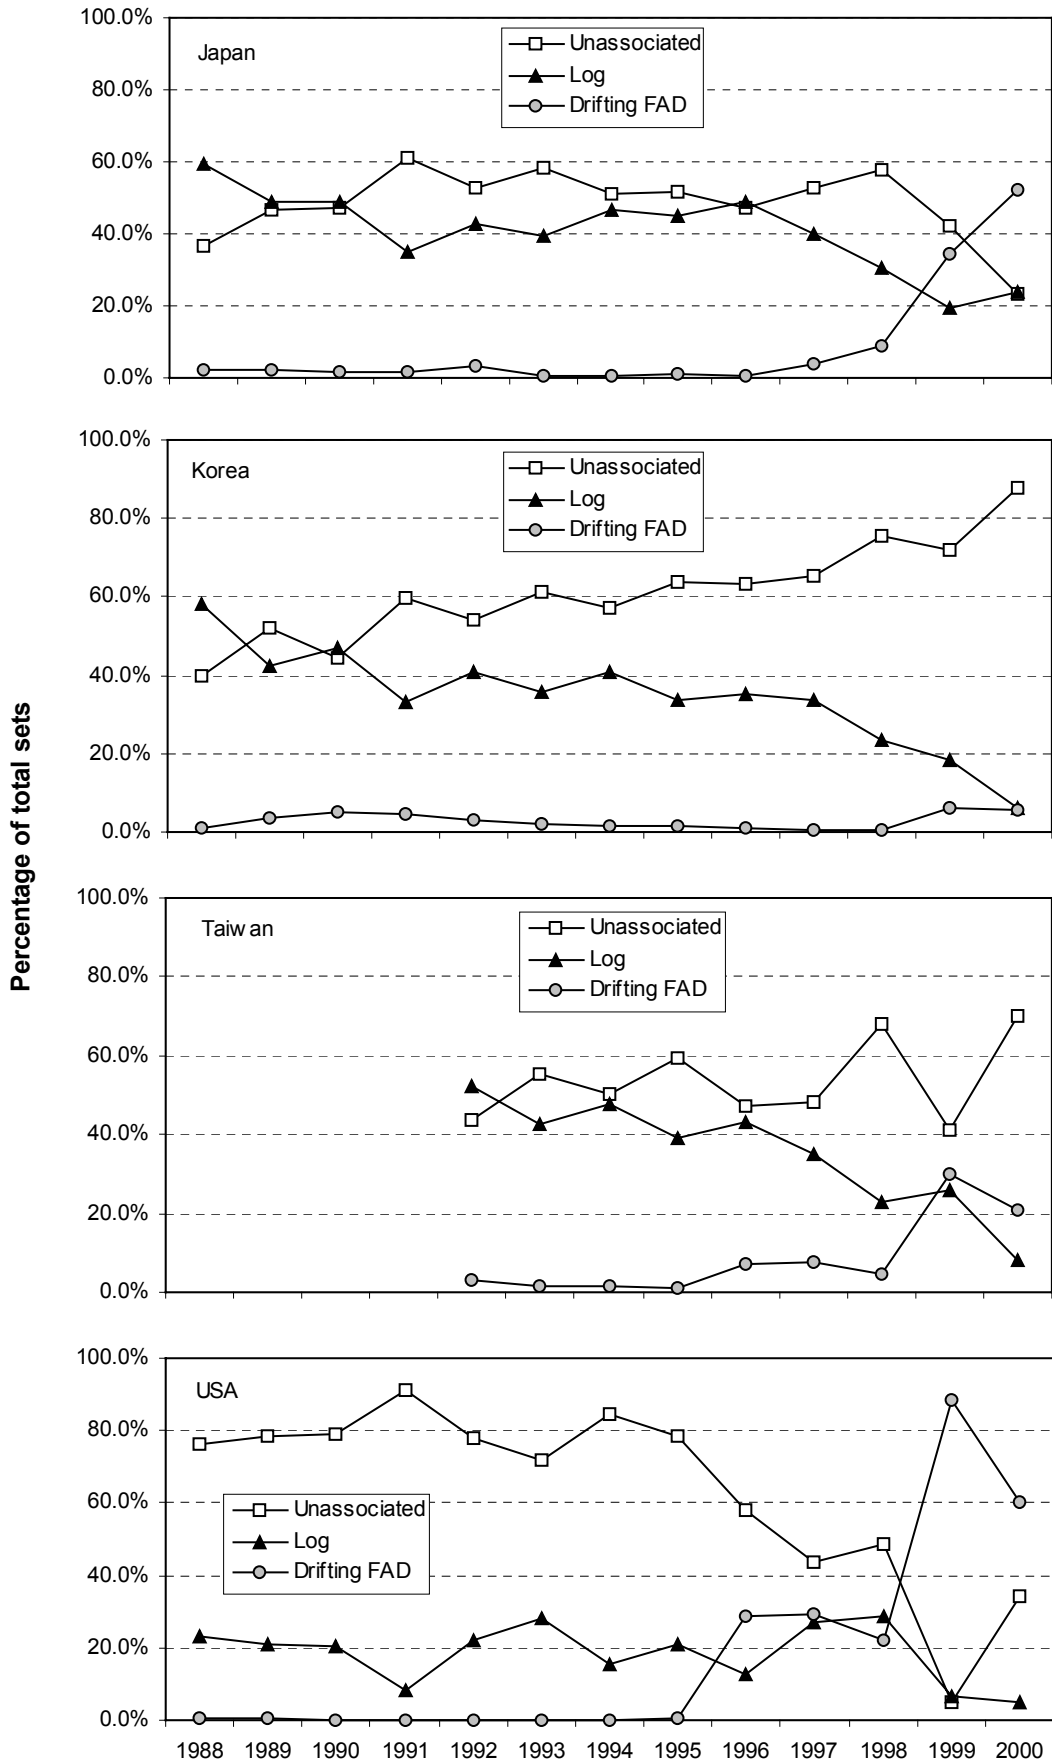 Percentage of total sets
100.0%
80.0%
60.0%
40.0%
20.0%
0.0%
Japan
Unassociated
Log
Drifting FAD
100.0%
80.0%
60.0%
40.0%
20.0%
0.0%
Korea
Unassociated
Log
Drifting FAD
100.0%
80.0%
60.0%
40.0%
20.0%
0.0%
Taiwan
Unassociated
Log
Drifting FAD
100.0%
80.0%
60.0%
40.0%
20.0%
0.0%
USA
Unassociated
Log
Drifting FAD
1988 1989 1990 1991 1992 1993 1994 1995 1996 1997 1998 1999 2000